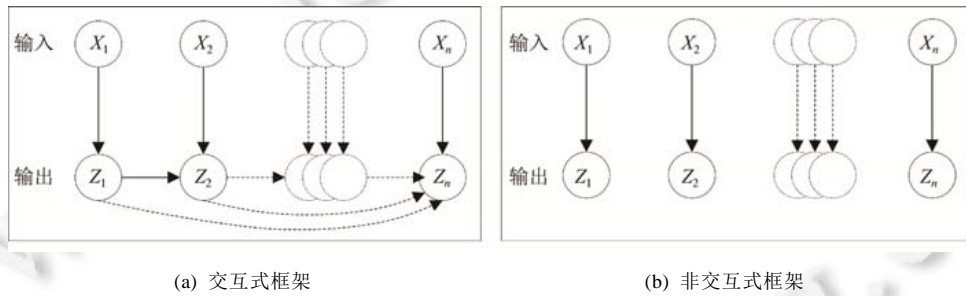 输入 X1 X2 Xn
输出 Z1 Z2 Zn
(a) 交互式框架
输入 X1 X2 Xn
输出 Z1 Z2 Zn
(b) 非交互式框架